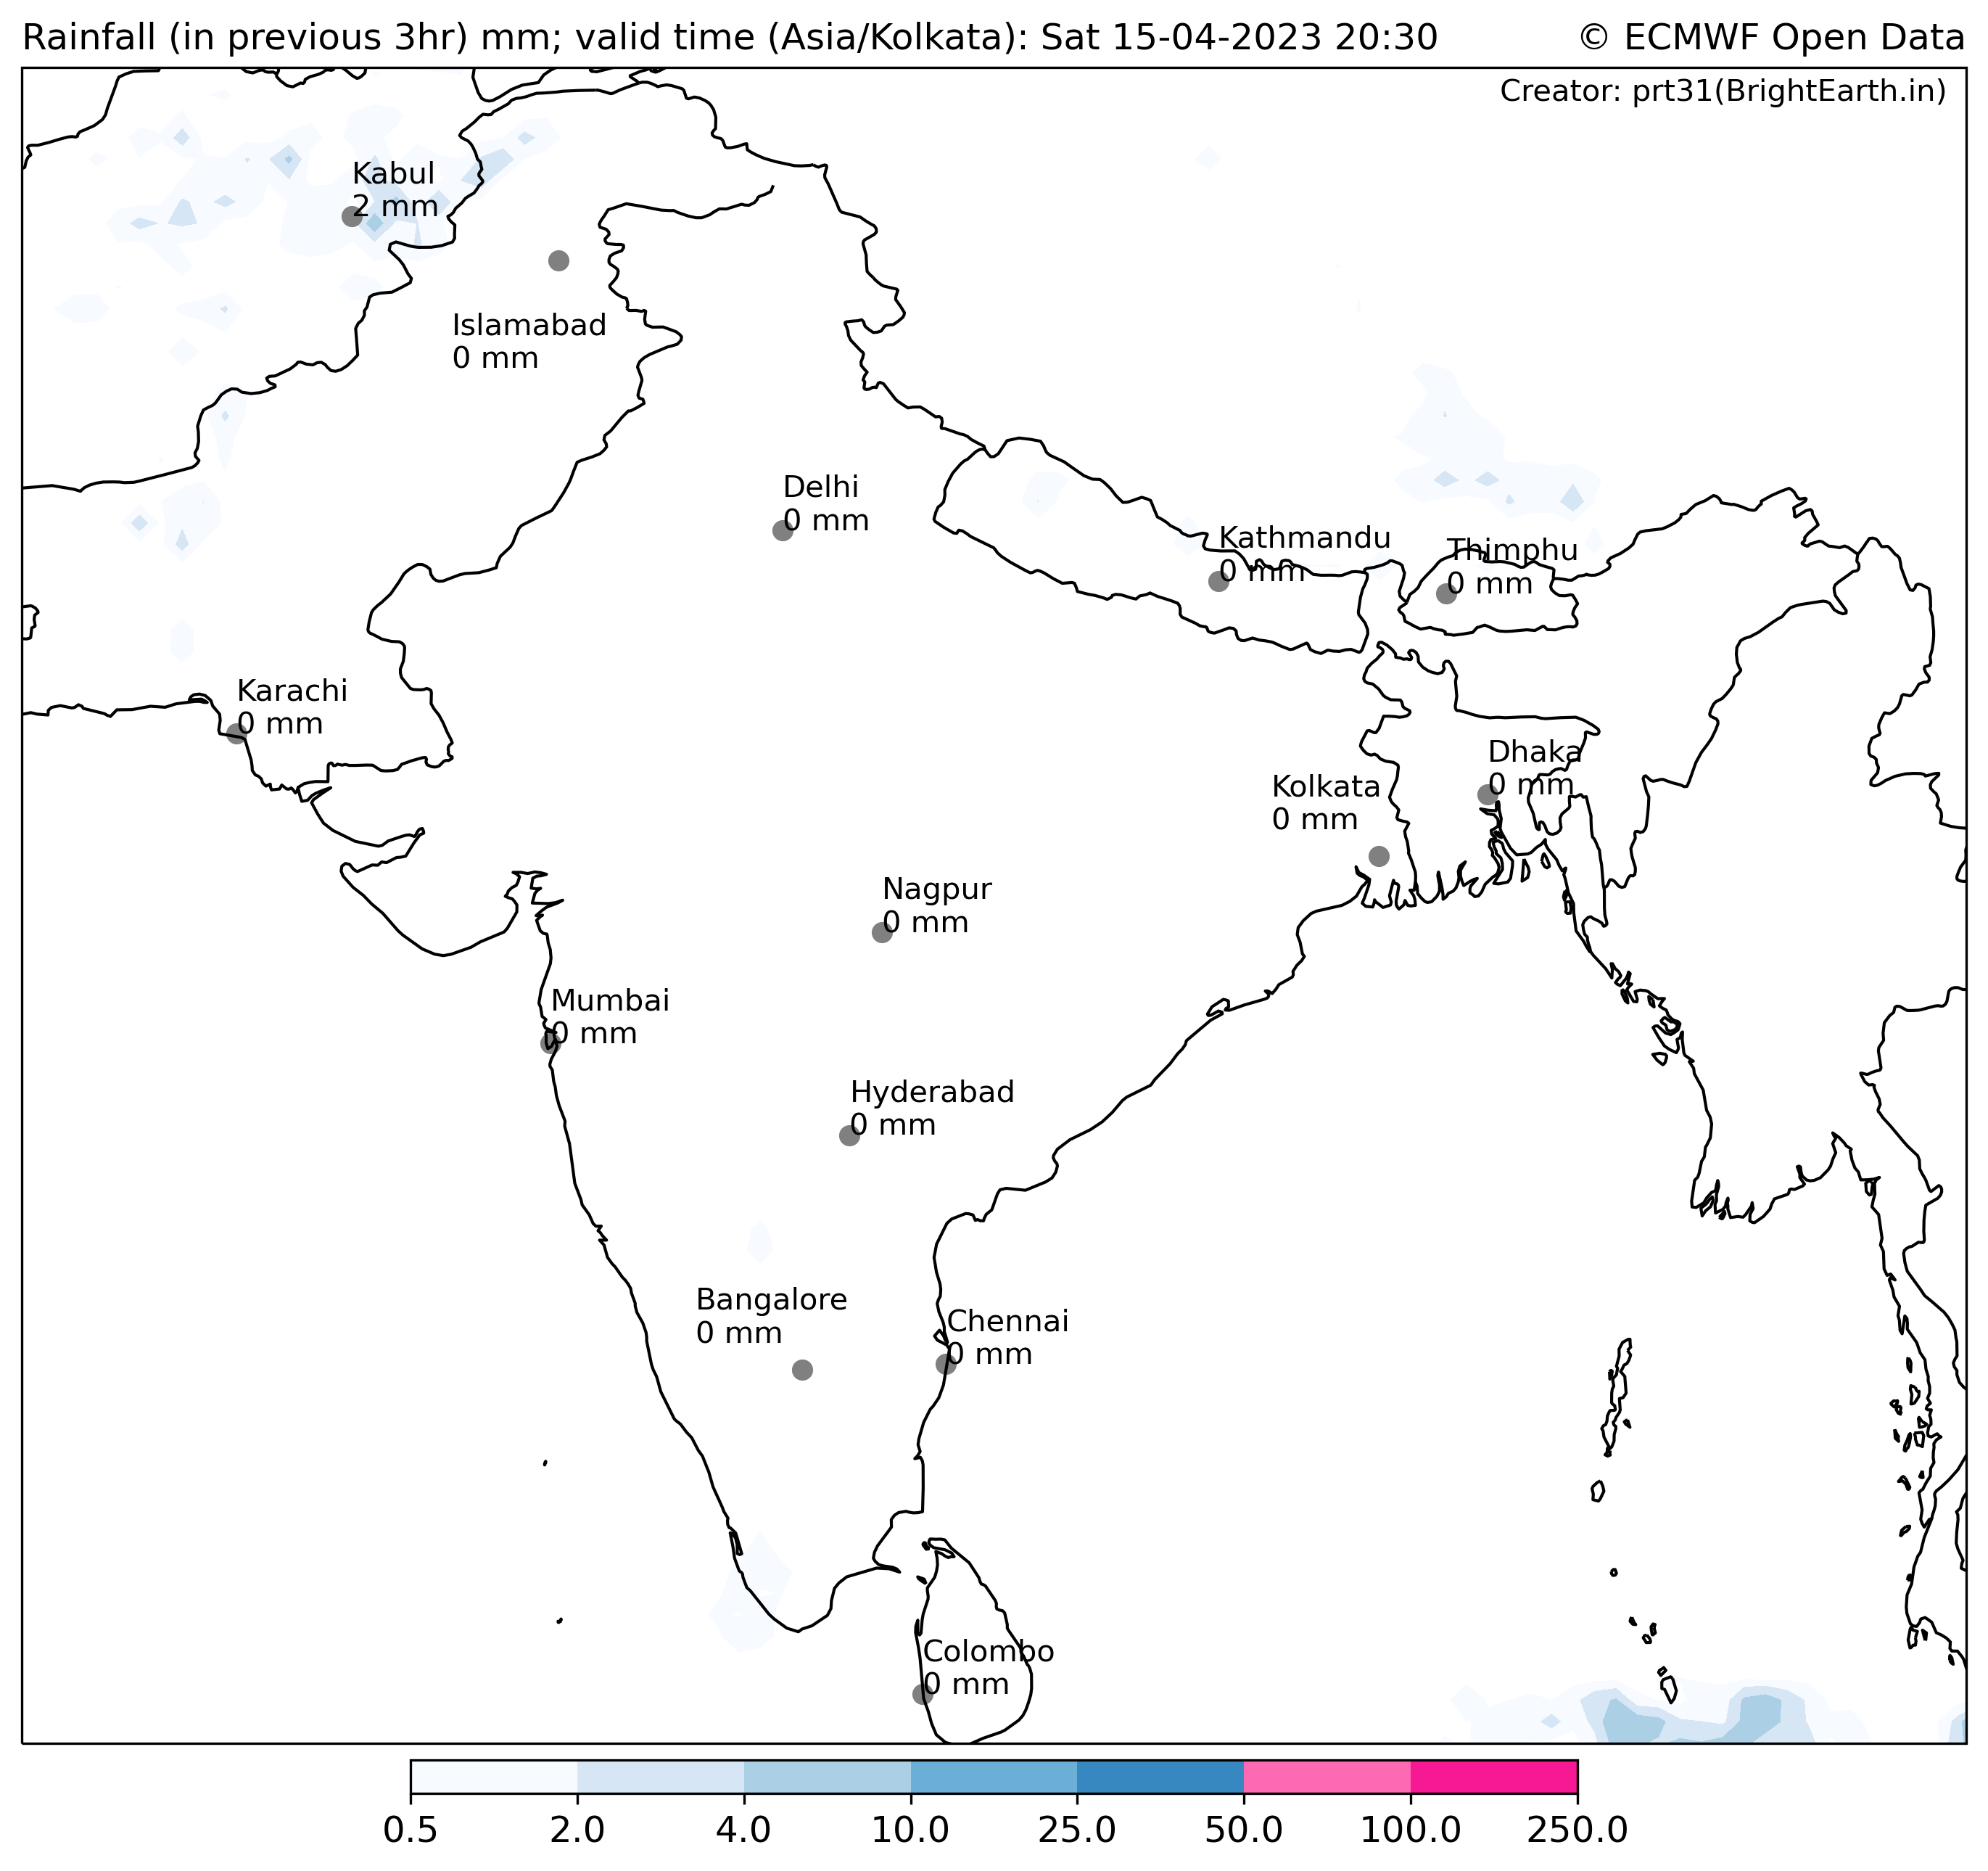 Rainfall (in previous 3hr) mm; valid time (Asia/Kolkata): Sat 15-04-2023 20:30
© ECMWF Open Data
Creator: prt31(BrightEarth.in)
Kabul
2 mm
Islamabad
0 mm
Delhi
0 mm
Kathmandu
0 mm
Thimphu
0 mm
Karachi
0 mm
Dhaka
0 mm
Kolkata
0 mm
Nagpur
0 mm
Mumbai
0 mm
Hyderabad
0 mm
Bangalore
0 mm
Chennai
0 mm
Colombo
0 mm
0.5 2.0 4.0 10.0 25.0 50.0 100.0 250.0